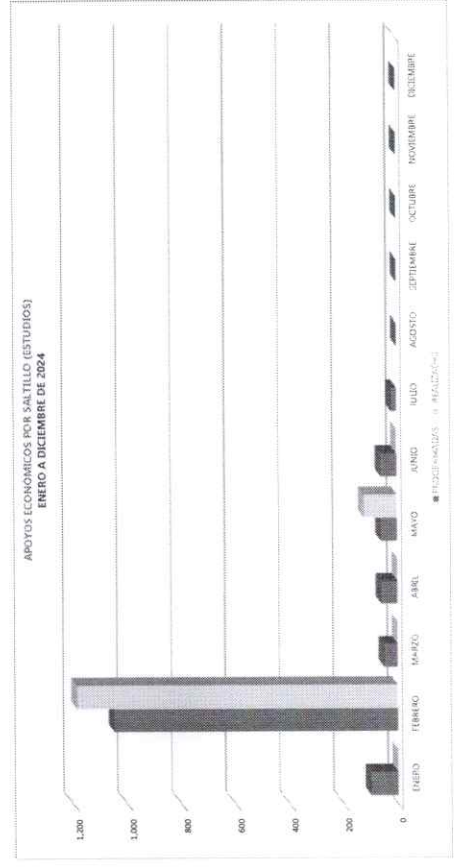 APOYOS ECONÓMICOS POR SALTILLO (ESTUDIOS)
ENERO A DICIEMBRE DE 2024
1,200
1,000
800
600
400
200
0
ENERO
FEBRERO
MARZO
ABRIL
MAYO
JUNIO
JULIO
AGOSTO
SEPTIEMBRE
OCTUBRE
NOVIEMBRE
DICIEMBRE
PROGRAMADAS